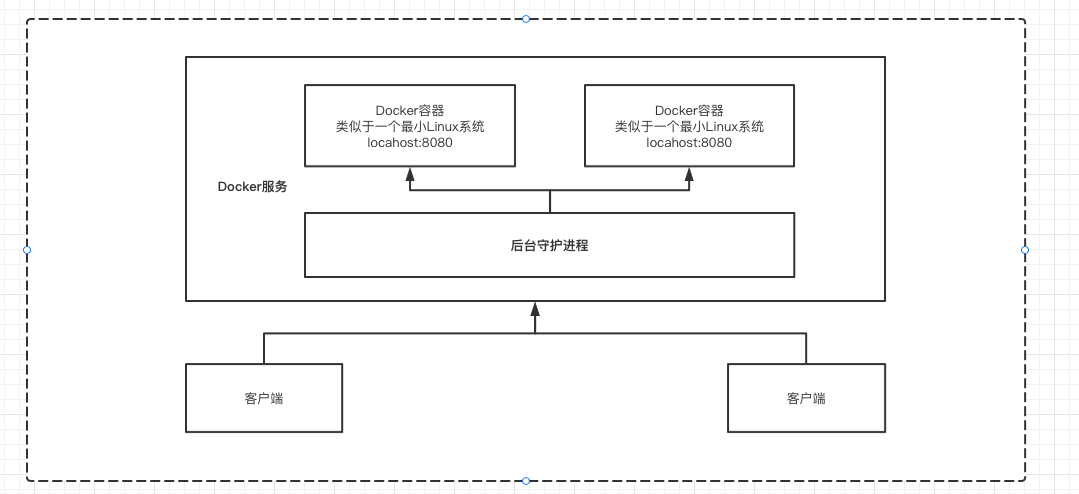 Docker容器
类似于一个最小Linux系统
locahost:8080
Docker容器
类似于一个最小Linux系统
locahost:8080
Docker服务
后台守护进程
客户端
客户端